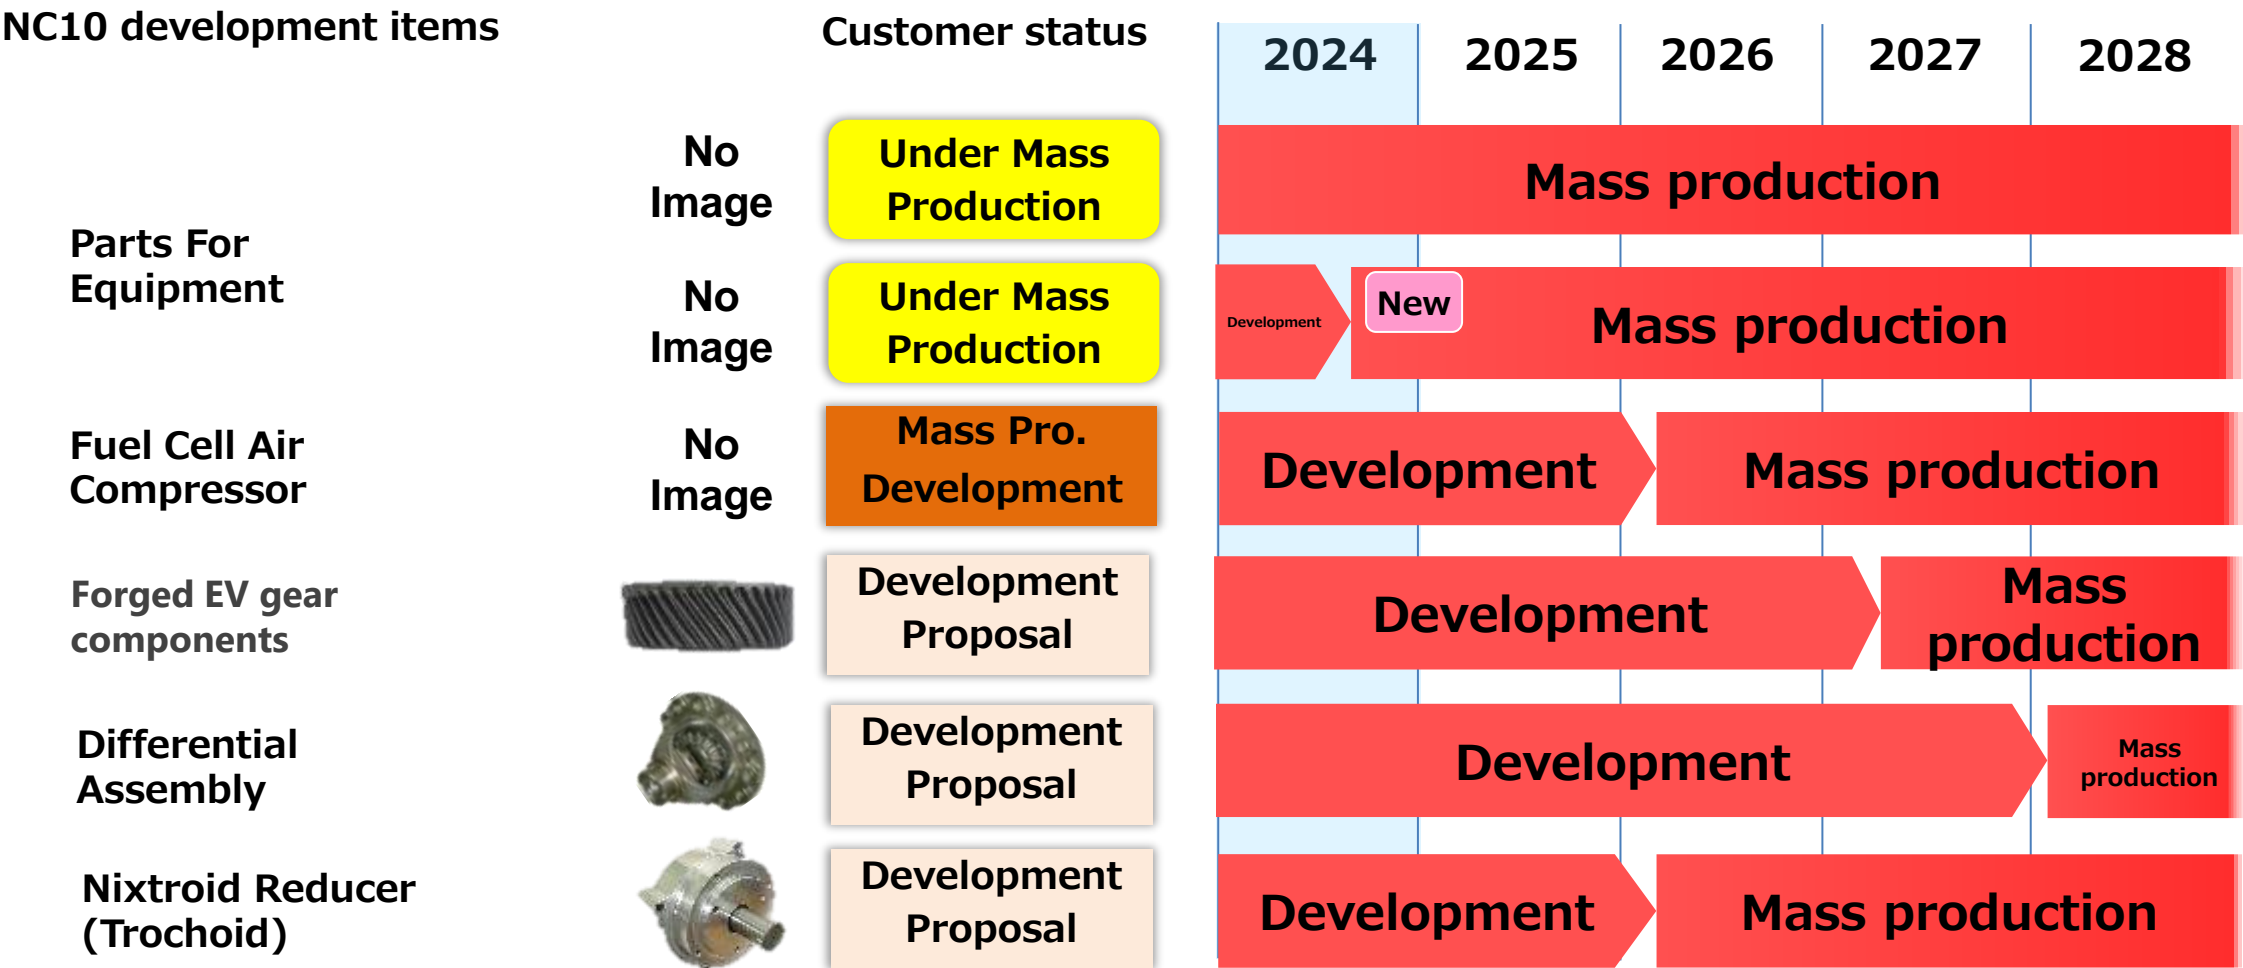 NC10 development items
Customer status
2024
2025
2026
2027
2028
Parts For
Equipment
No
Image
Under Mass
Production
Mass production
No
Image
Under Mass
Production
Development
New
Mass production
Fuel Cell Air
Compressor
No
Image
Mass Pro.
Development
Development
Mass production
Forged EV gear
components
Development
Proposal
Development
Mass
production
Differential
Assembly
Development
Proposal
Development
Mass
production
Nixtroid Reducer
(Trochoid)
Development
Proposal
Development
Mass production